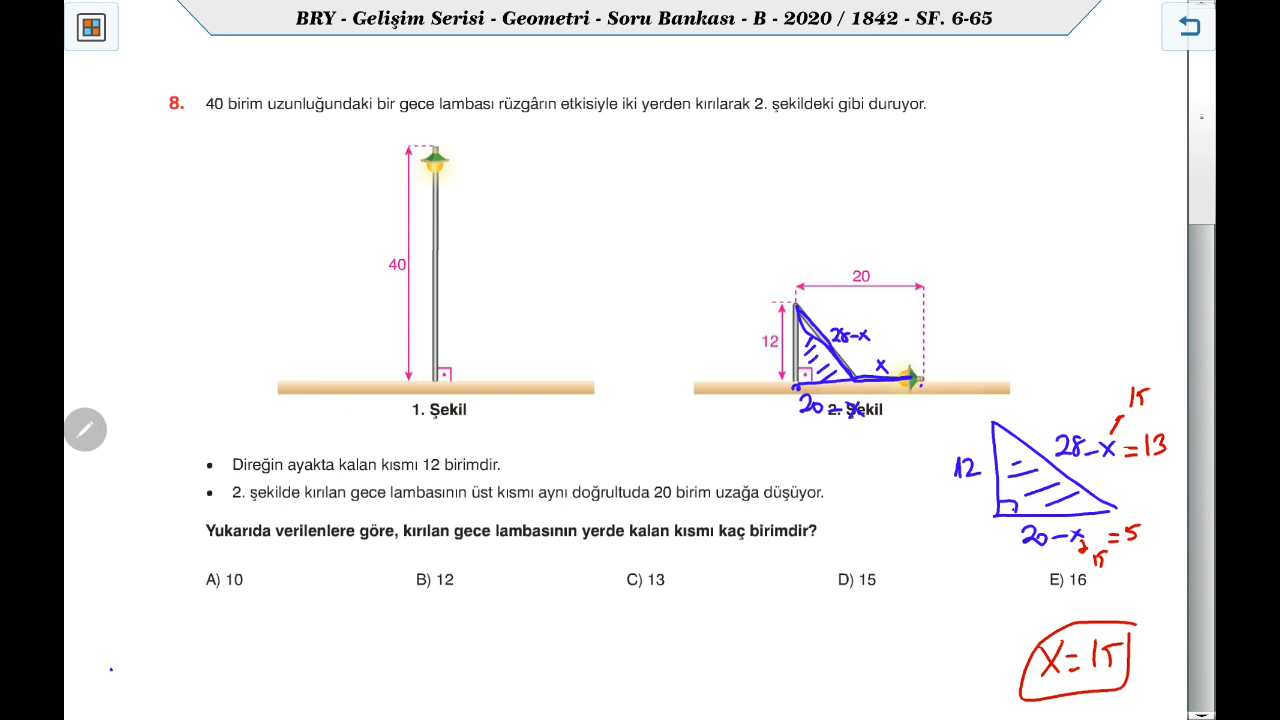 BRY - Gelişim Serisi - Geometri - Soru Bankası - B - 2020 / 1842 - SF. 6-65
8. 40 birim uzunluğundaki bir gece lambası rüzgârın etkisiyle iki yerden kırılarak 2. şekildeki gibi duruyor.
40
1. Şekil
20
12
28-x
x
20-x
2. Şekil
15
12
28-x = 13
20-x = 5
15
• Direğin ayakta kalan kısmı 12 birimdir.
• 2. şekilde kırılan gece lambasının üst kısmı aynı doğrultuda 20 birim uzağa düşüyor.
Yukarıda verilenlere göre, kırılan gece lambasının yerde kalan kısmı kaç birimdir?
A) 10 B) 12 C) 13 D) 15 E) 16
x=15